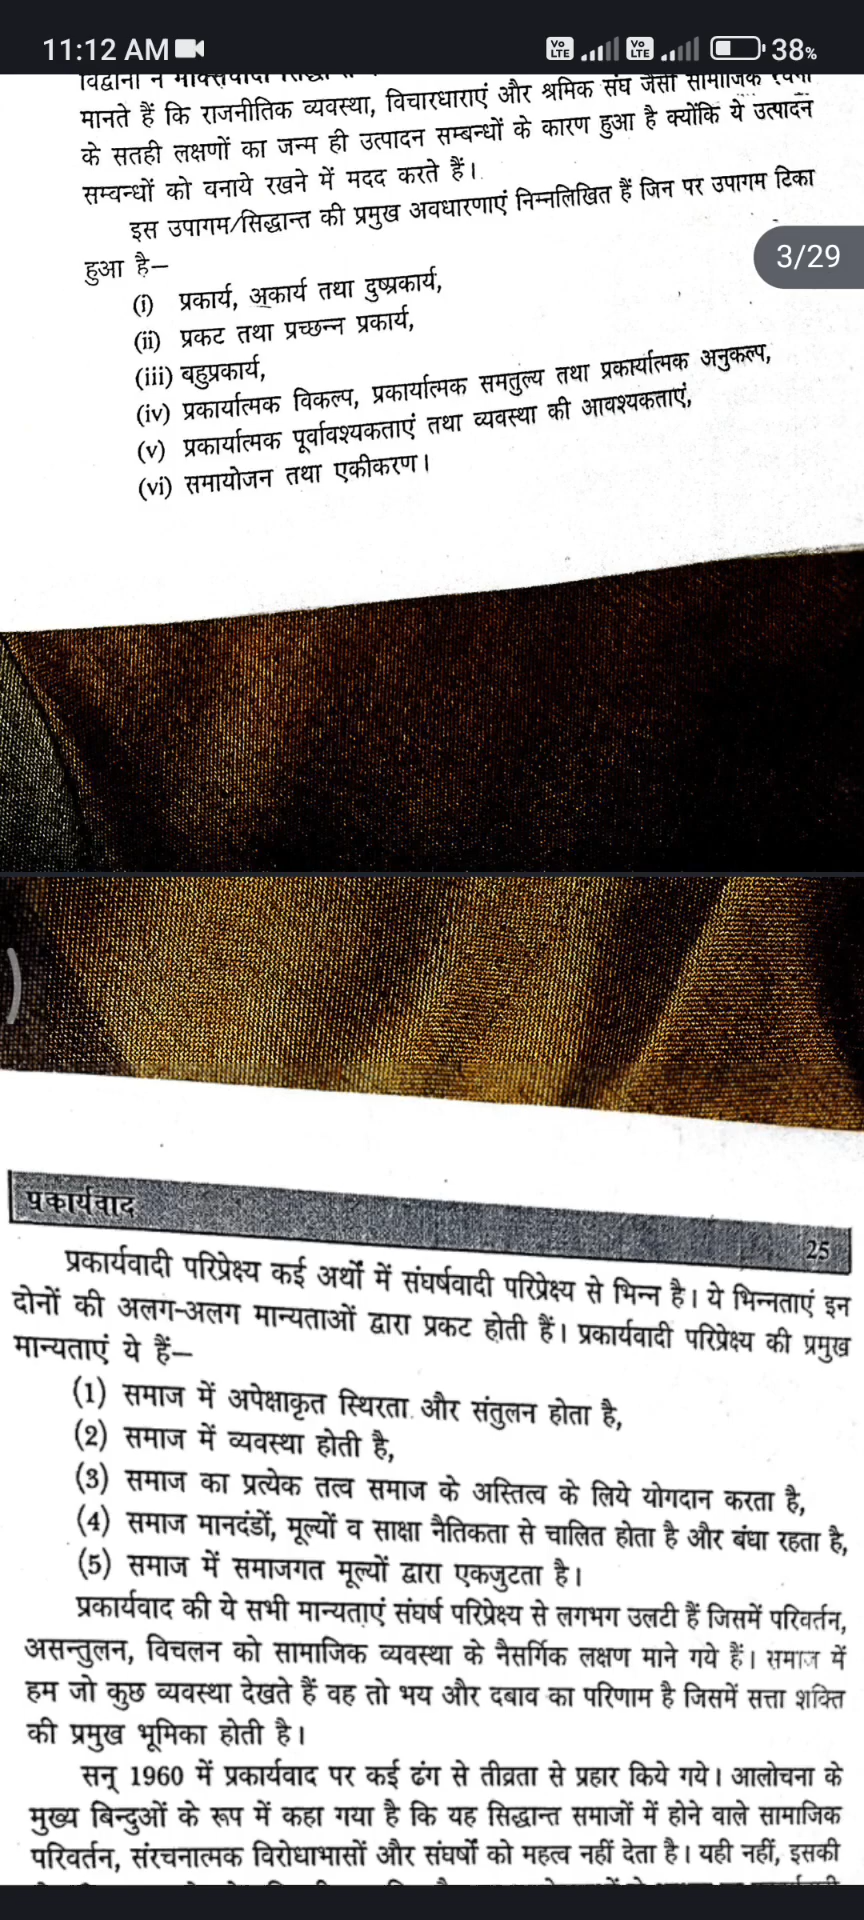 11:12 AM
Vo LTE Vo LTE 38%
मानते हैं कि राजनीतिक व्यवस्था, विचारधाराएं और श्रमिक संघ जैसी सामाजिक
के सतही लक्षणों का जन्म ही उत्पादन सम्बन्धों के कारण हुआ है क्योंकि ये उत्पादन
सम्वन्धों को वनाये रखने में मदद करते हैं।
इस उपागम/सिद्धान्त की प्रमुख अवधारणाएं निम्नलिखित हैं जिन पर उपागम टिका
हुआ है—
3/29
(i) प्रकार्य, अकार्य तथा दुष्प्रकार्य,
(ii) प्रकट तथा प्रच्छन्न प्रकार्य,
(iii) बहुप्रकार्य,
(iv) प्रकार्यात्मक विकल्प, प्रकार्यात्मक समतुल्य तथा प्रकार्यात्मक अनुकल्प,
(v) प्रकार्यात्मक पूर्वावश्यकताएं तथा व्यवस्था की आवश्यकताएं,
(vi) समायोजन तथा एकीकरण।
प्रकार्यवाद
25
प्रकार्यवादी परिप्रेक्ष्य कई अर्थों में संघर्षवादी परिप्रेक्ष्य से भिन्न है। ये भिन्नताएं इन
दोनों की अलग-अलग मान्यताओं द्वारा प्रकट होती हैं। प्रकार्यवादी परिप्रेक्ष्य की प्रमुख
मान्यताएं ये हैं—
(1) समाज में अपेक्षाकृत स्थिरता और संतुलन होता है,
(2) समाज में व्यवस्था होती है,
(3) समाज का प्रत्येक तत्व समाज के अस्तित्व के लिये योगदान करता है,
(4) समाज मानदंडों, मूल्यों व साक्षा नैतिकता से चालित होता है और बंधा रहता है,
(5) समाज में समाजगत मूल्यों द्वारा एकजुटता है।
प्रकार्यवाद की ये सभी मान्यताएं संघर्ष परिप्रेक्ष्य से लगभग उलटी हैं जिसमें परिवर्तन,
असन्तुलन, विचलन को सामाजिक व्यवस्था के नैसर्गिक लक्षण माने गये हैं। समाज में
हम जो कुछ व्यवस्था देखते हैं वह तो भय और दबाव का परिणाम है जिसमें सत्ता शक्ति
की प्रमुख भूमिका होती है।
सन् 1960 में प्रकार्यवाद पर कई ढंग से तीव्रता से प्रहार किये गये। आलोचना के
मुख्य बिन्दुओं के रूप में कहा गया है कि यह सिद्धान्त समाजों में होने वाले सामाजिक
परिवर्तन, संरचनात्मक विरोधाभासों और संघर्षों को महत्व नहीं देता है। यही नहीं, इसकी